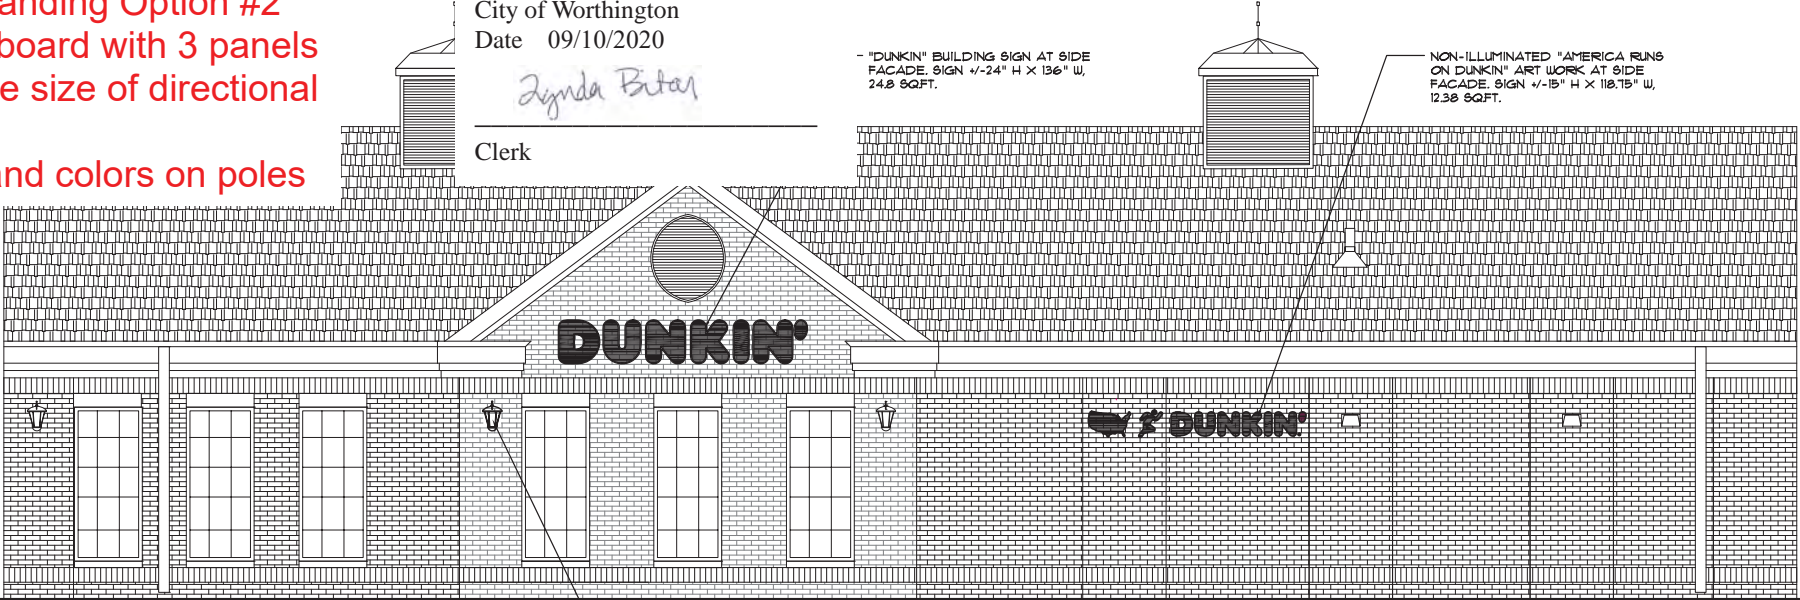 anding Option #2
board with 3 panels
e size of directional
and colors on poles
City of Worthington
Date 09/10/2020
Lynda Bitar
Clerk
"DUNKIN" BUILDING SIGN AT SIDE
FACADE. SIGN +/-24" H X 136" W,
24.8 SQ.FT.
NON-ILLUMINATED "AMERICA RUNS
ON DUNKIN" ART WORK AT SIDE
FACADE. SIGN +/-15" H X 118.75" W,
12.38 SQ.FT.
DUNKIN'
DUNKIN'